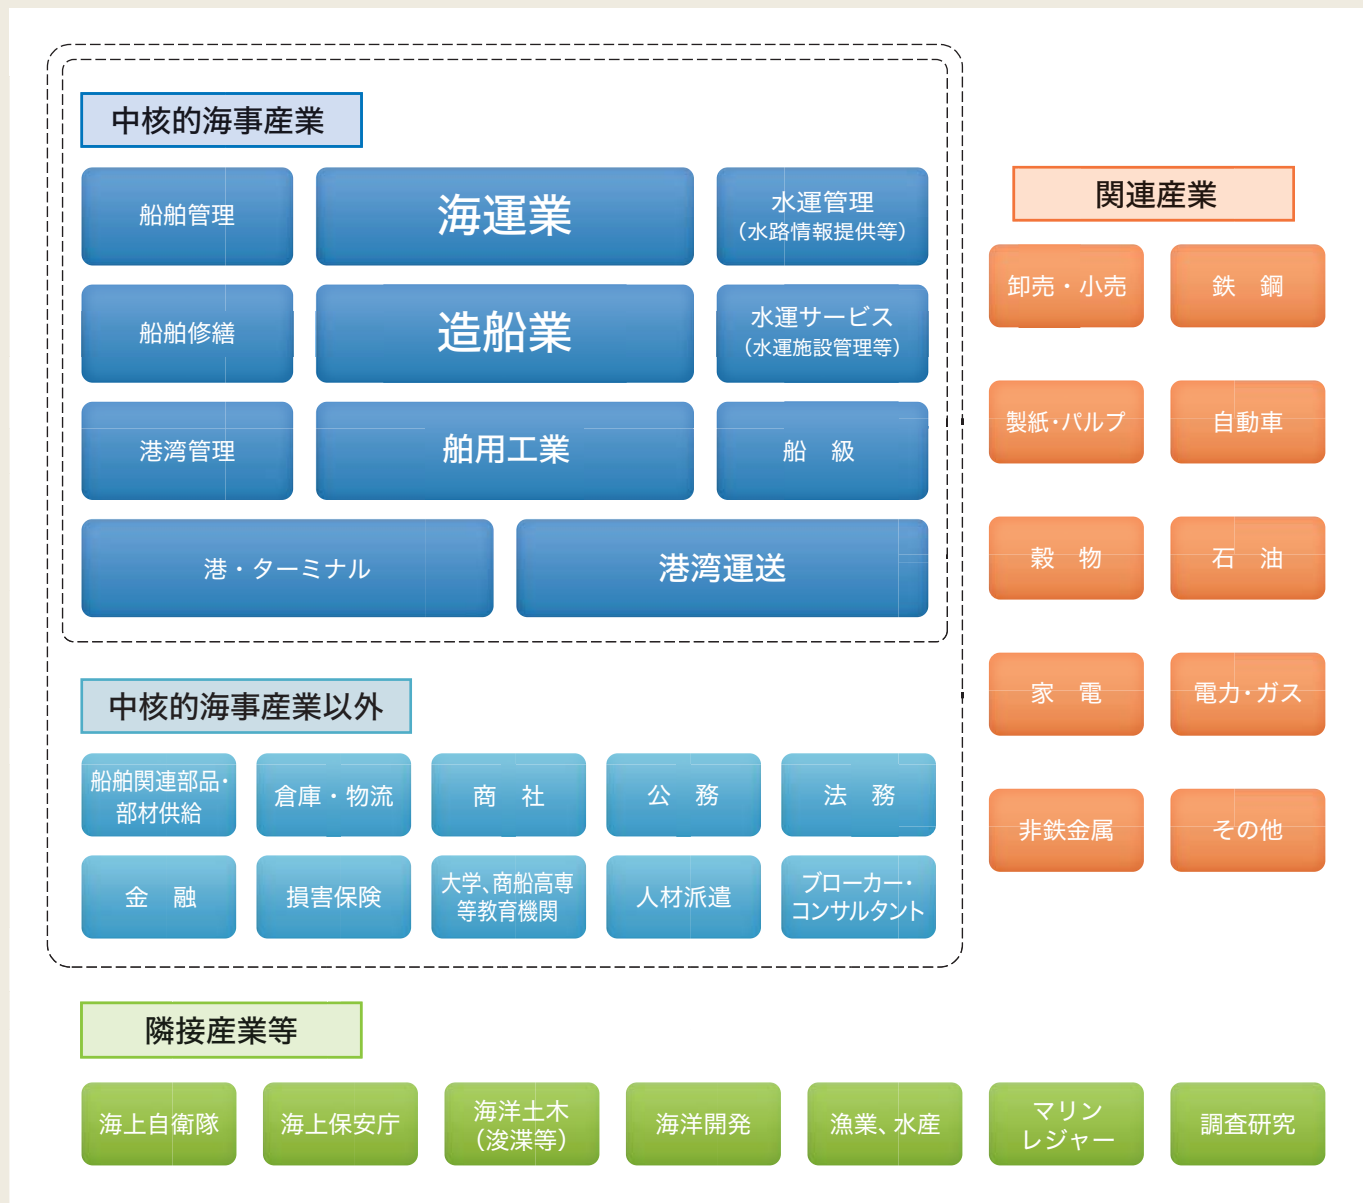 中核的海事産業
船舶管理
海運業
水運管理
（水路情報提供等）
船舶修繕
造船業
水運サービス
（水運施設管理等）
港湾管理
舶用工業
船　級
港・ターミナル
港湾運送
中核的海事産業以外
船舶関連部品・
部材供給
倉庫・物流
商　社
公　務
法　務
金　融
損害保険
大学、商船高専
等教育機関
人材派遣
ブローカー・
コンサルタント
関連産業
卸売・小売
鉄　鋼
製紙・パルプ
自動車
穀　物
石　油
家　電
電力・ガス
非鉄金属
その他
隣接産業等
海上自衛隊
海上保安庁
海洋土木
（浚渫等）
海洋開発
漁業、水産
マリン
レジャー
調査研究